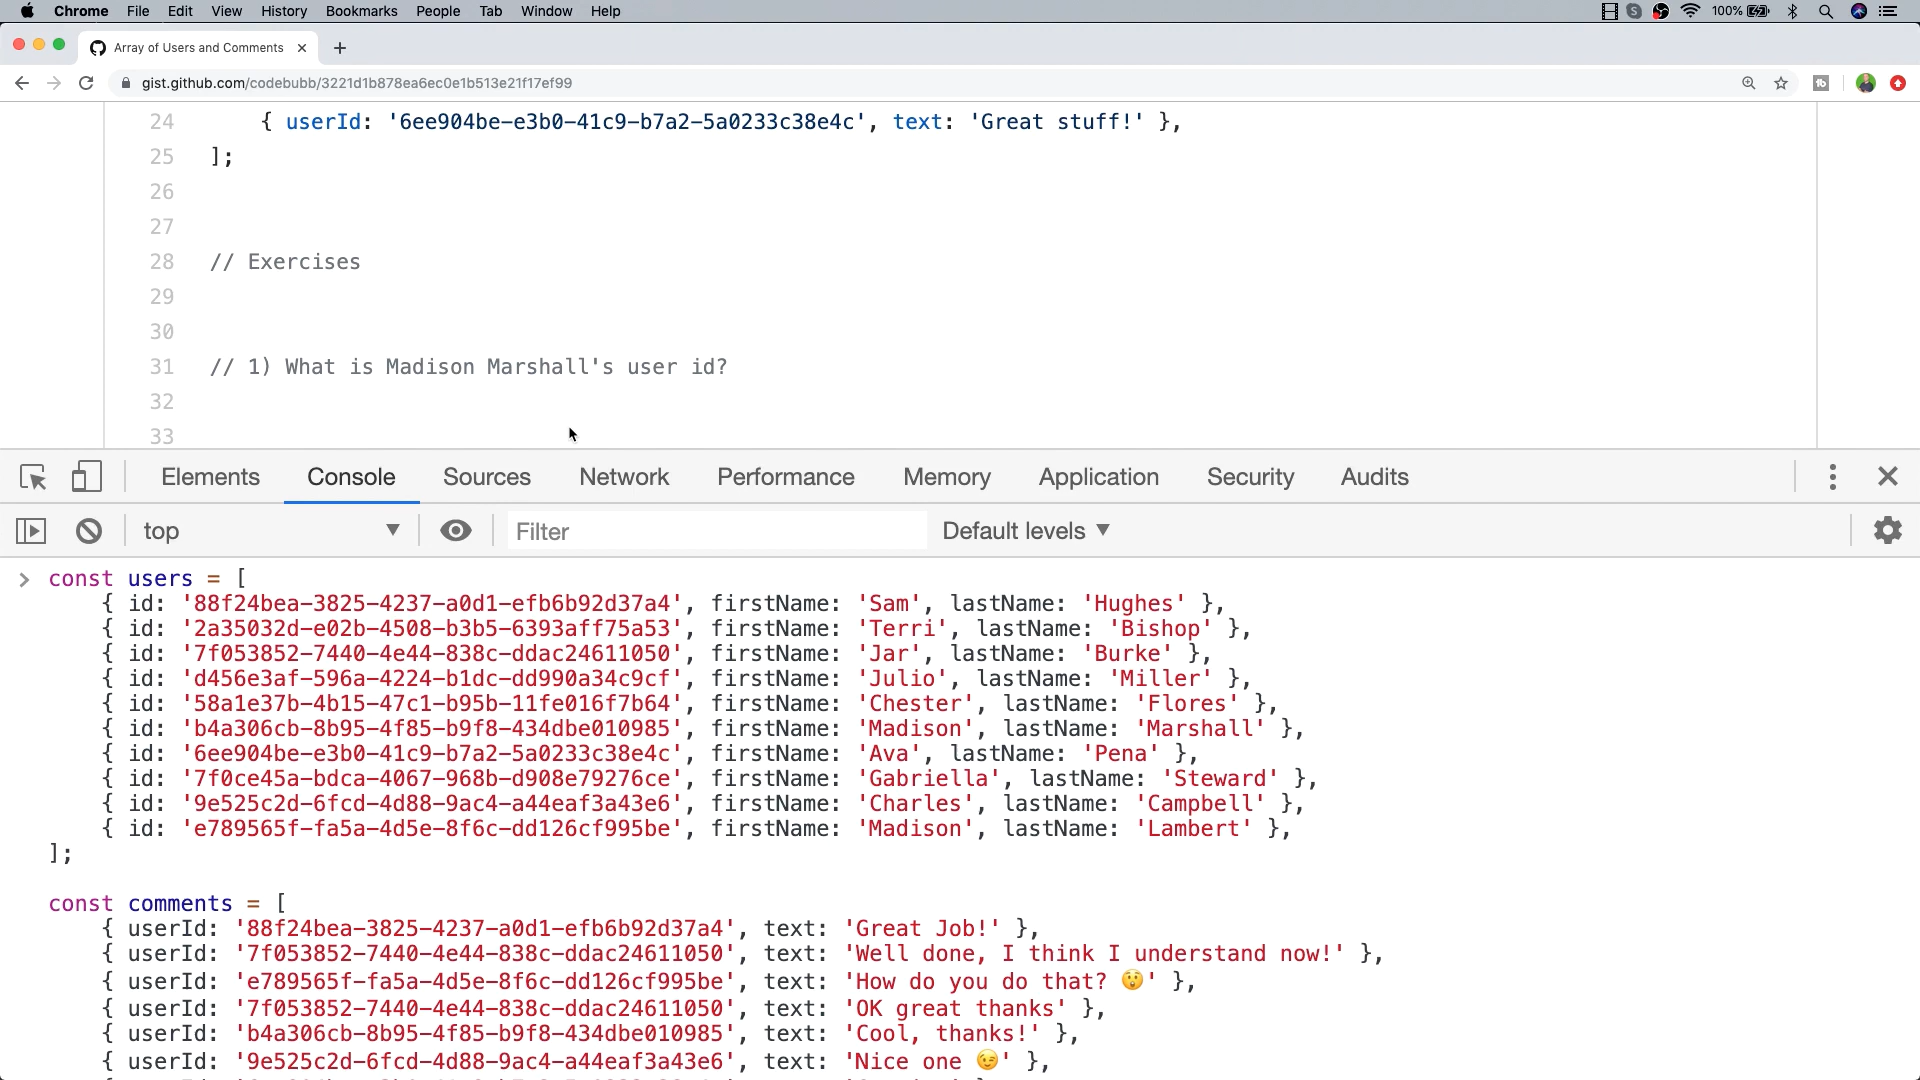 Chrome File Edit View History Bookmarks People Tab Window Help 100%
Array of Users and Comments
gist.github.com/codebubb/3221d1b878ea6ec0e1b513e21f17ef99
24 { userId: '6ee904be-e3b0-41c9-b7a2-5a0233c38e4c', text: 'Great stuff!' },
25 ];
26
27
28 // Exercises
29
30
31 // 1) What is Madison Marshall's user id?
32
33
Elements Console Sources Network Performance Memory Application Security Audits
top Filter Default levels
> const users = [
{ id: '88f24bea-3825-4237-a0d1-efb6b92d37a4', firstName: 'Sam', lastName: 'Hughes' },
{ id: '2a35032d-e02b-4508-b3b5-6393aff75a53', firstName: 'Terri', lastName: 'Bishop' },
{ id: '7f053852-7440-4e44-838c-ddac24611050', firstName: 'Jar', lastName: 'Burke' },
{ id: 'd456e3af-596a-4224-b1dc-dd990a34c9cf', firstName: 'Julio', lastName: 'Miller' },
{ id: '58a1e37b-4b15-47c1-b95b-11fe016f7b64', firstName: 'Chester', lastName: 'Flores' },
{ id: 'b4a306cb-8b95-4f85-b9f8-434dbe010985', firstName: 'Madison', lastName: 'Marshall' },
{ id: '6ee904be-e3b0-41c9-b7a2-5a0233c38e4c', firstName: 'Ava', lastName: 'Pena' },
{ id: '7f0ce45a-bdca-4067-968b-d908e79276ce', firstName: 'Gabriella', lastName: 'Steward' },
{ id: '9e525c2d-6fcd-4d88-9ac4-a44eaf3a43e6', firstName: 'Charles', lastName: 'Campbell' },
{ id: 'e789565f-fa5a-4d5e-8f6c-dd126cf995be', firstName: 'Madison', lastName: 'Lambert' },
];
const comments = [
{ userId: '88f24bea-3825-4237-a0d1-efb6b92d37a4', text: 'Great Job!' },
{ userId: '7f053852-7440-4e44-838c-ddac24611050', text: 'Well done, I think I understand now!' },
{ userId: 'e789565f-fa5a-4d5e-8f6c-dd126cf995be', text: 'How do you do that? 😲' },
{ userId: '7f053852-7440-4e44-838c-ddac24611050', text: 'OK great thanks' },
{ userId: 'b4a306cb-8b95-4f85-b9f8-434dbe010985', text: 'Cool, thanks!' },
{ userId: '9e525c2d-6fcd-4d88-9ac4-a44eaf3a43e6', text: 'Nice one 😉' },